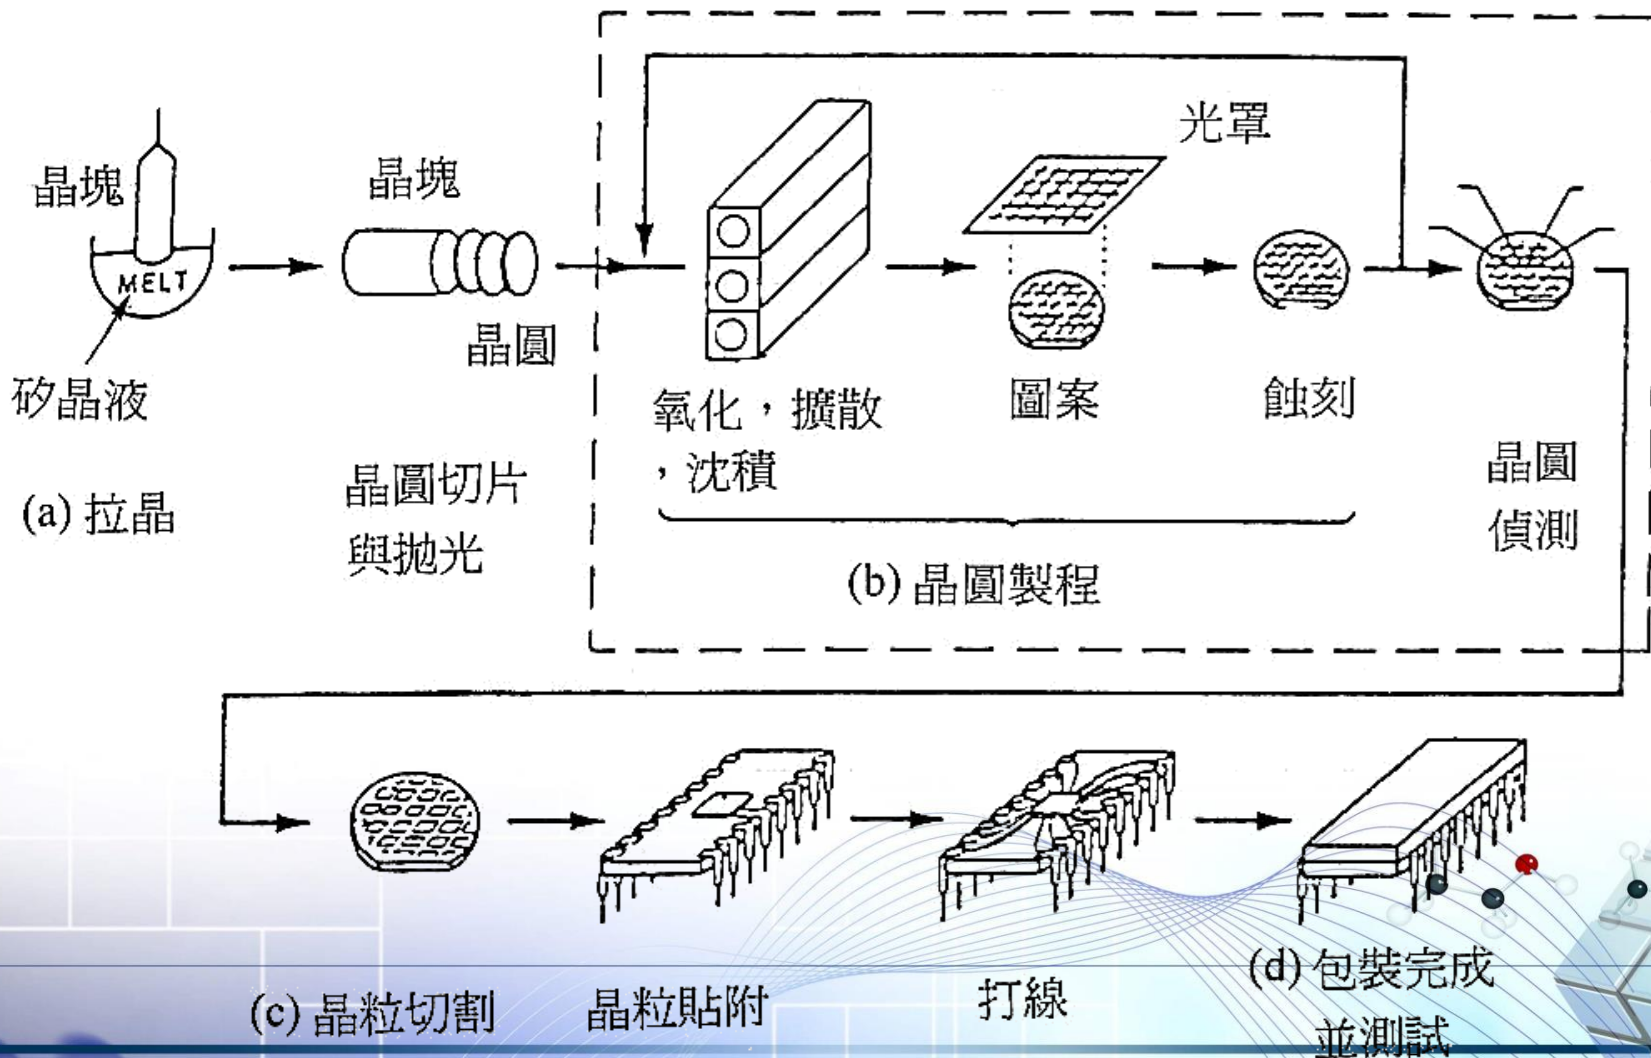 光罩
晶塊
晶塊
MELT
晶圓
矽晶液
氧化，擴散
，沈積
圖案
蝕刻
(a) 拉晶
晶圓切片
與拋光
晶圓
偵測
(b) 晶圓製程
(c) 晶粒切割
晶粒貼附
打線
(d) 包裝完成
並測試